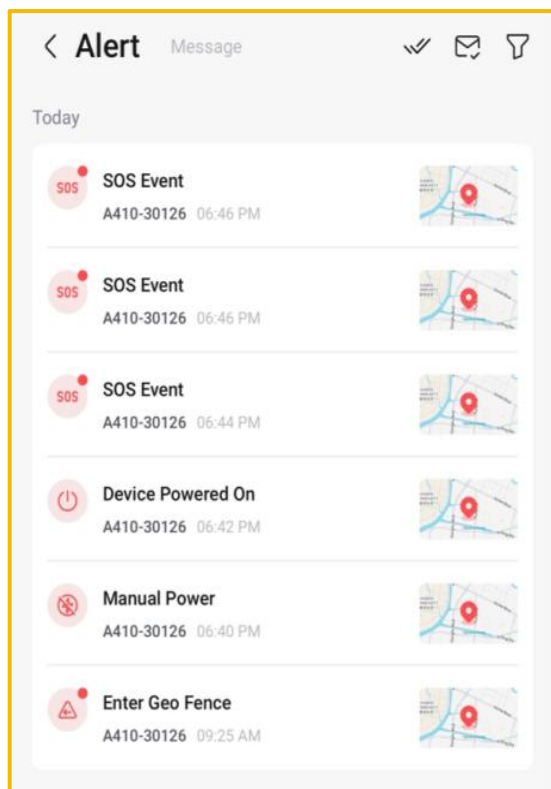 Alert Message
Today
SOS
SOS Event
A410-30126 06:46 PM
SOS
SOS Event
A410-30126 06:46 PM
SOS
SOS Event
A410-30126 06:44 PM
Device Powered On
A410-30126 06:42 PM
Manual Power
A410-30126 06:40 PM
Enter Geo Fence
A410-30126 09:25 AM